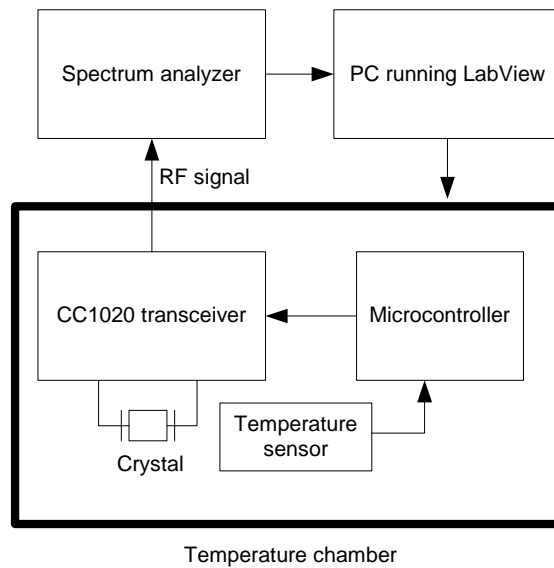 Spectrum analyzer
PC running LabView
RF signal
CC1020 transceiver
Microcontroller
Temperature
sensor
Crystal
Temperature chamber